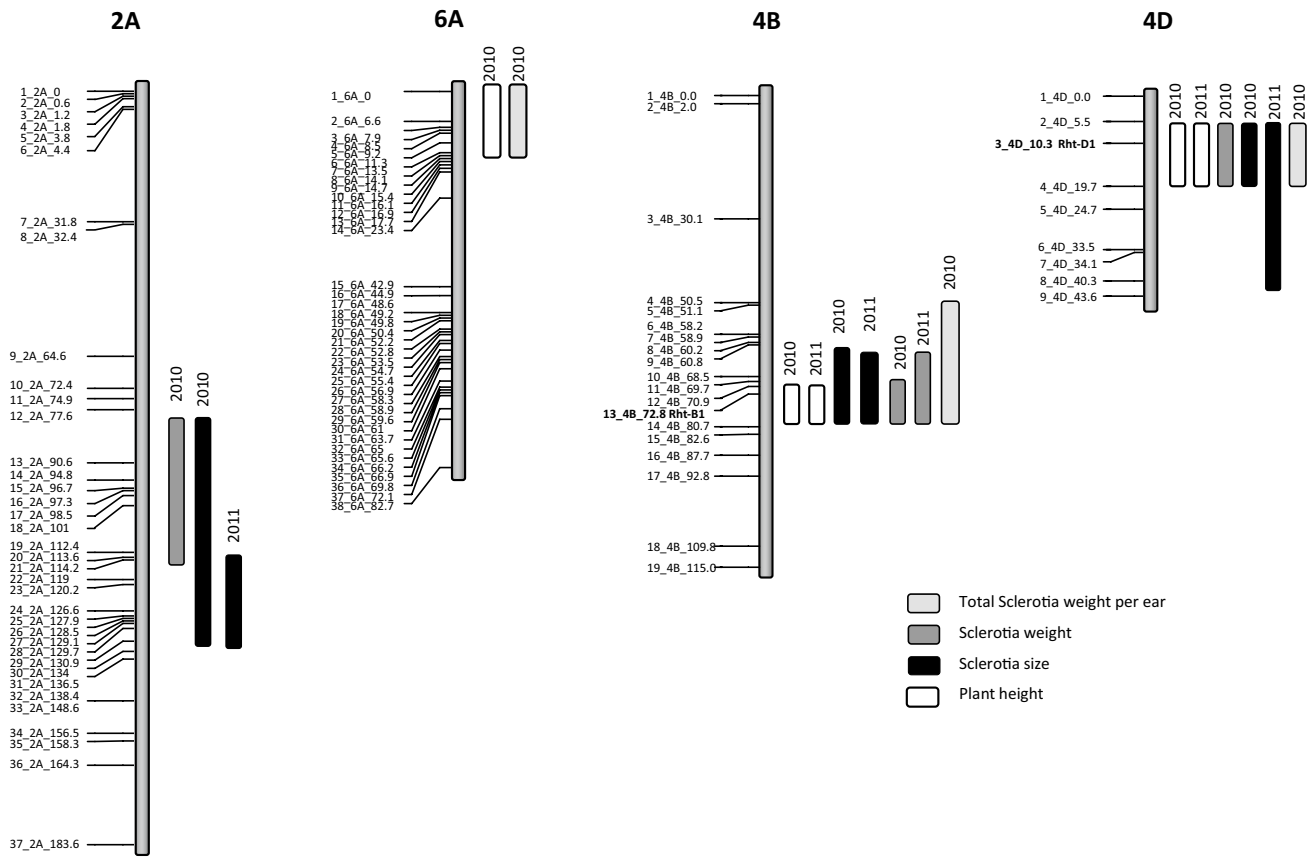 2A
1_2A_0
2_2A_0.6
3_2A_1.2
4_2A_1.8
5_2A_3.8
6_2A_4.4
7_2A_31.8
8_2A_32.4
9_2A_64.6
10_2A_72.4
11_2A_74.9
12_2A_77.6
13_2A_90.6
14_2A_94.8
15_2A_96.7
16_2A_97.3
17_2A_98.5
18_2A_101
19_2A_112.4
20_2A_113.6
21_2A_114.2
22_2A_119
23_2A_120.2
24_2A_126.6
25_2A_127.9
26_2A_128.5
27_2A_129.1
28_2A_129.7
29_2A_130.9
30_2A_134
31_2A_136.5
32_2A_138.4
33_2A_148.6
34_2A_156.5
35_2A_158.3
36_2A_164.3
37_2A_183.6
2010
2010
2011
6A
1_6A_0
2_6A_6.6
3_6A_7.9
4_6A_8.5
5_6A_9.2
6_6A_11.3
7_6A_13.5
8_6A_14.1
9_6A_14.7
10_6A_15.4
11_6A_16.1
12_6A_16.9
13_6A_17.7
14_6A_23.4
15_6A_42.9
16_6A_44.9
17_6A_48.6
18_6A_49.2
19_6A_49.8
20_6A_50.4
21_6A_52.2
22_6A_52.8
23_6A_53.5
24_6A_54.7
25_6A_55.4
26_6A_56.9
27_6A_58.3
28_6A_58.9
29_6A_59.6
30_6A_61
31_6A_63.7
32_6A_65
33_6A_65.6
34_6A_66.2
35_6A_66.9
36_6A_69.8
37_6A_72.1
38_6A_82.7
2010
2010
4B
1_4B_0.0
2_4B_2.0
3_4B_30.1
4_4B_50.5
5_4B_51.1
6_4B_58.2
7_4B_58.9
8_4B_60.2
9_4B_60.8
10_4B_68.5
11_4B_69.7
12_4B_70.9
13_4B_72.8 Rht-B1
14_4B_80.7
15_4B_82.6
16_4B_87.7
17_4B_92.8
18_4B_109.8
19_4B_115.0
2010
2011
2010
2011
2010
2011
2010
4D
1_4D_0.0
2_4D_5.5
3_4D_10.3 Rht-D1
4_4D_19.7
5_4D_24.7
6_4D_33.5
7_4D_34.1
8_4D_40.3
9_4D_43.6
2010
2011
2010
2010
2011
2010
Total Sclerotia weight per ear
Sclerotia weight
Sclerotia size
Plant height